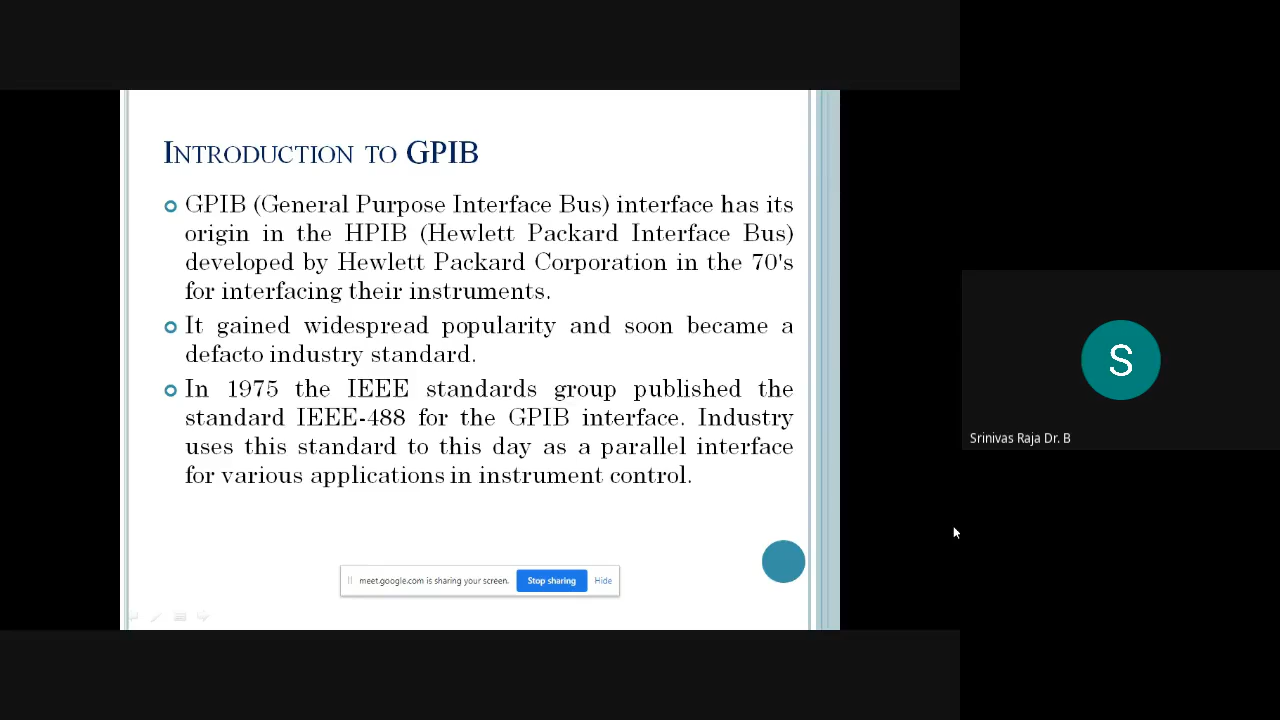 INTRODUCTION TO GPIB
GPIB (General Purpose Interface Bus) interface has its
origin in the HPIB (Hewlett Packard Interface Bus)
developed by Hewlett Packard Corporation in the 70's
for interfacing their instruments.
It gained widespread popularity and soon became a
defacto industry standard.
In 1975 the IEEE standards group published the
standard IEEE-488 for the GPIB interface. Industry
uses this standard to this day as a parallel interface
for various applications in instrument control.
meet.google.com is sharing your screen. Stop sharing Hide
S
Srinivas Raja Dr. B